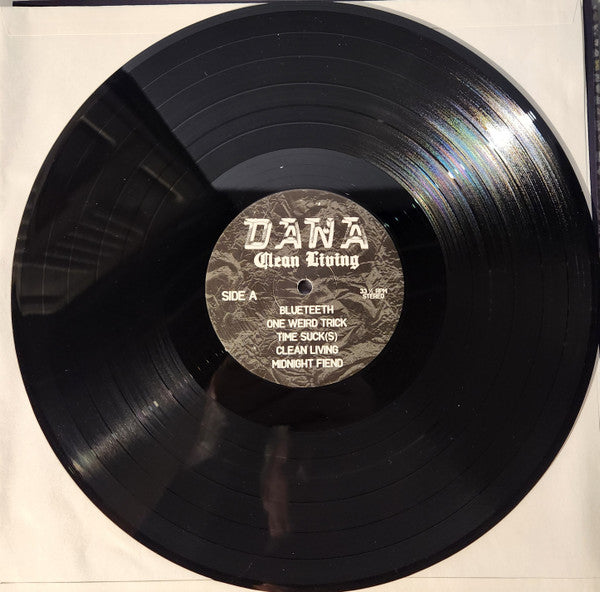 DANA
Clean Living
SIDE A
33 ⅓ RPM
STEREO
BLUETEETH
ONE WEIRD TRICK
TIME SUCK(S)
CLEAN LIVING
MIDNIGHT FIEND